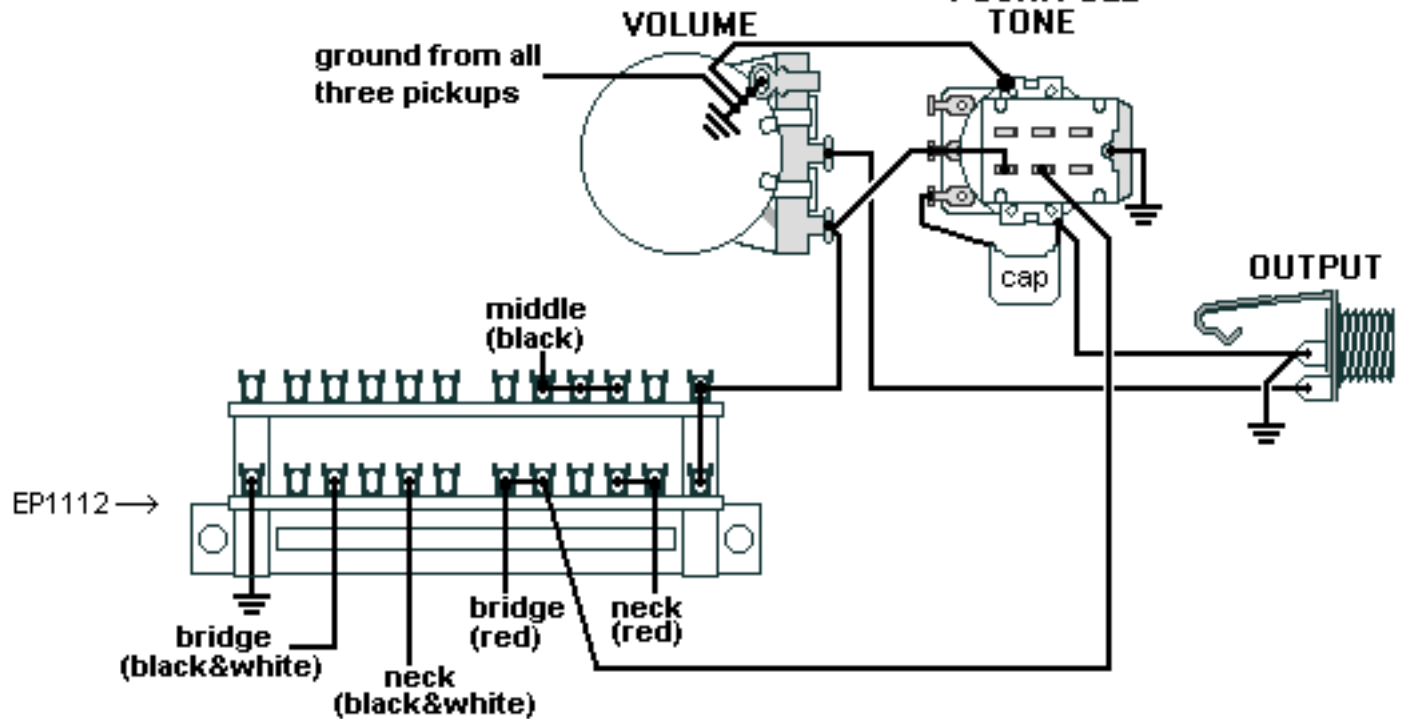 VOLUME
TONE
ground from all
three pickups
cap
OUTPUT
middle
(black)
EP1112
bridge
(red)
neck
(red)
bridge
(black&white)
neck
(black&white)